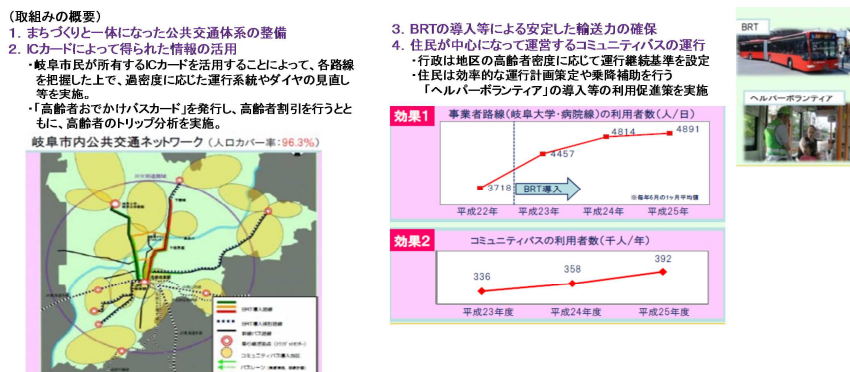 (取組みの概要)
1. まちづくりと一体になった公共交通体系の整備
2. ICカードによって得られた情報の活用
・岐阜市民が所有するICカードを活用することによって、各路線
を把握した上で、過密度に応じた運行系統やダイヤの見直し
等を実施。
・「高齢者おでかけバスカード」を発行し、高齢者割引を行うとと
もに、高齢者のトリップ分析を実施。
岐阜市内公共交通ネットワーク (人口カバー率:96.3%)
BRT導入路線
BRT導入検討路線
幹線バス路線
コミュニティバス導入地区
バスレーン
3. BRTの導入等による安定した輸送力の確保
4. 住民が中心になって運営するコミュニティバスの運行
・行政は地区の高齢者密度に応じて運行継続基準を設定
・住民は効率的な運行計画策定や乗降補助を行う
「ヘルパーボランティア」の導入等の利用促進策を実施
効果1 事業者路線(岐阜大学・病院線)の利用者数(人/日)
3718
4457
4814
4891
BRT導入
※毎年6月の1ヶ月平均値
平成22年 平成23年 平成24年 平成25年
効果2 コミュニティバスの利用者数(千人/年)
336
358
392
平成23年度 平成24年度 平成25年度
BRT
ヘルパーボランティア